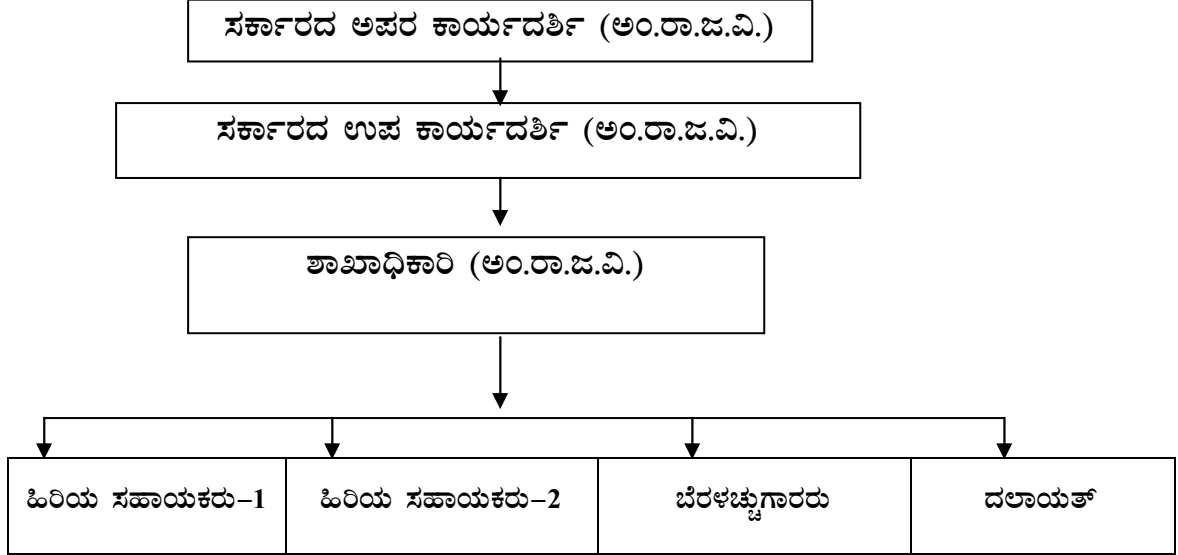 ಸರ್ಕಾರದ ಅಪರ ಕಾರ್ಯದರ್ಶಿ (ಅಂ.ರಾ.ಜ.ವಿ.)
ಸರ್ಕಾರದ ಉಪ ಕಾರ್ಯದರ್ಶಿ (ಅಂ.ರಾ.ಜ.ವಿ.)
ಶಾಖಾಧಿಕಾರಿ (ಅಂ.ರಾ.ಜ.ವಿ.)
ಹಿರಿಯ ಸಹಾಯಕರು–1
ಹಿರಿಯ ಸಹಾಯಕರು–2
ಬೆರಳಚ್ಚುಗಾರರು
ದಲಾಯತ್